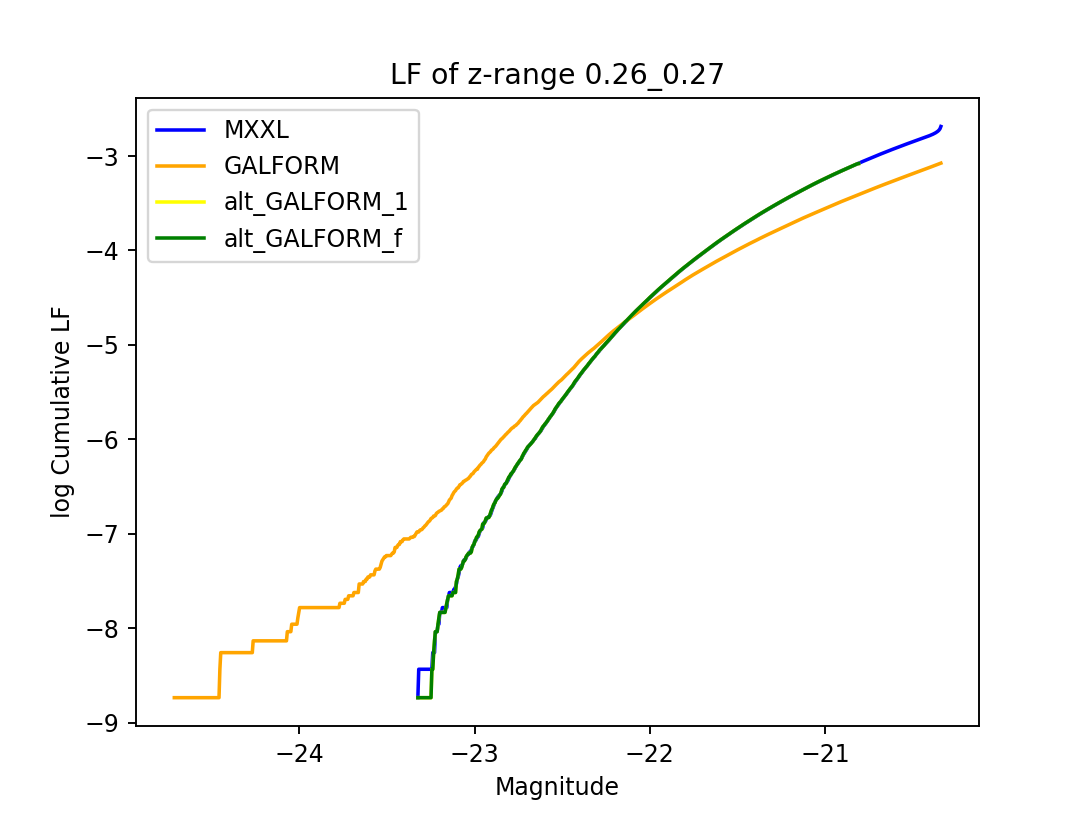 LF of z-range 0.26_0.27
MXXL
GALFORM
alt_GALFORM_1
alt_GALFORM_f
log Cumulative LF
−3
−4
−5
−6
−7
−8
−9
−24
−23
−22
−21
Magnitude